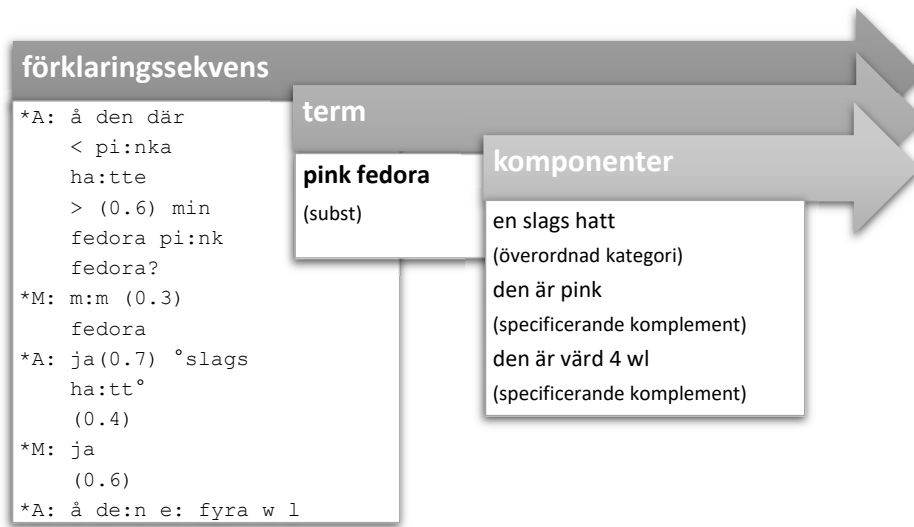 förklaringssekvens
*A: å den där
< pi:nka
ha:tte
> (0.6) min
fedora pi:nk
fedora?
*M: m:m (0.3)
fedora
*A: ja(0.7) °slags
ha:tt°
(0.4)
*M: ja
(0.6)
*A: å de:n e: fyra w l
term
pink fedora
(subst)
komponenter
en slags hatt
(överordnad kategori)
den är pink
(specificerande komplement)
den är värd 4 wl
(specificerande komplement)